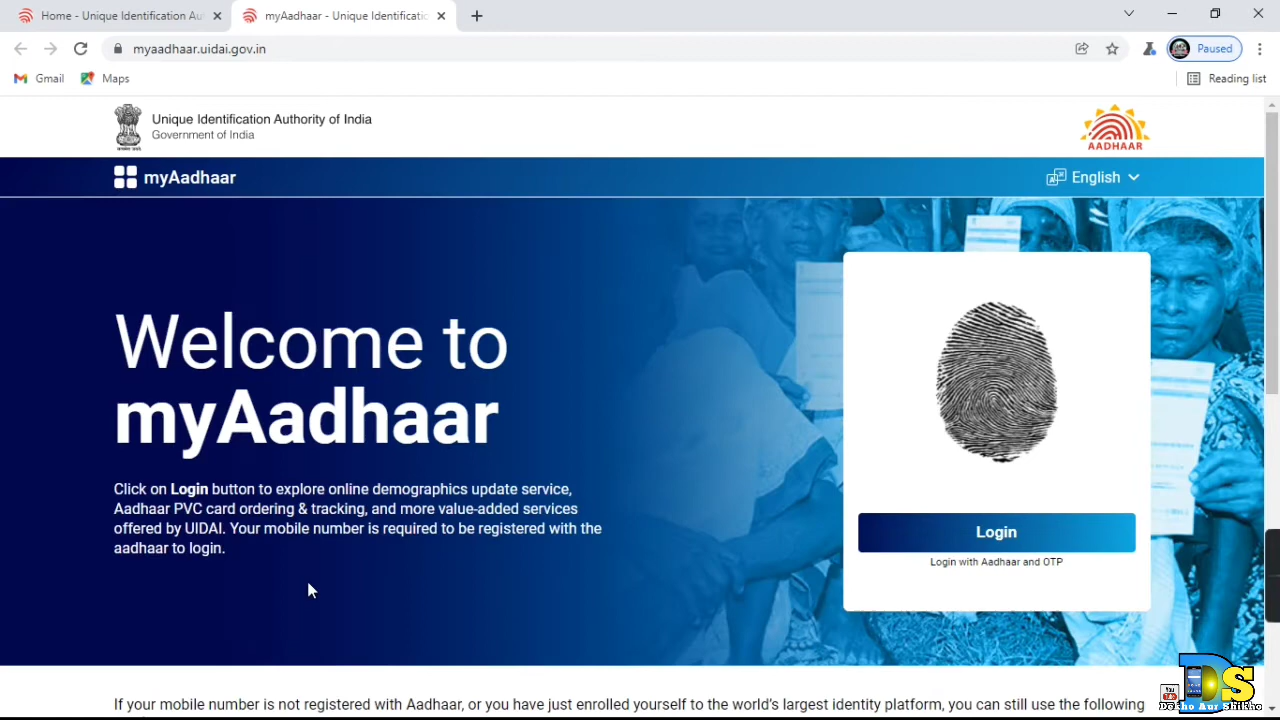 Home - Unique Identification Au
myAadhaar - Unique Identificatio
myaadhaar.uidai.gov.in
Paused
Gmail
Maps
Reading list
Unique Identification Authority of India
Government of India
AADHAAR
myAadhaar
English
Welcome to
myAadhaar
Click on Login button to explore online demographics update service,
Aadhaar PVC card ordering & tracking, and more value-added services
offered by UIDAI. Your mobile number is required to be registered with the
aadhaar to login.
Login
Login with Aadhaar and OTP
If your mobile number is not registered with Aadhaar, or you have just enrolled yourself to the world's largest identity platform, you can still use the following
You
DS
Dekho Aur Shikho